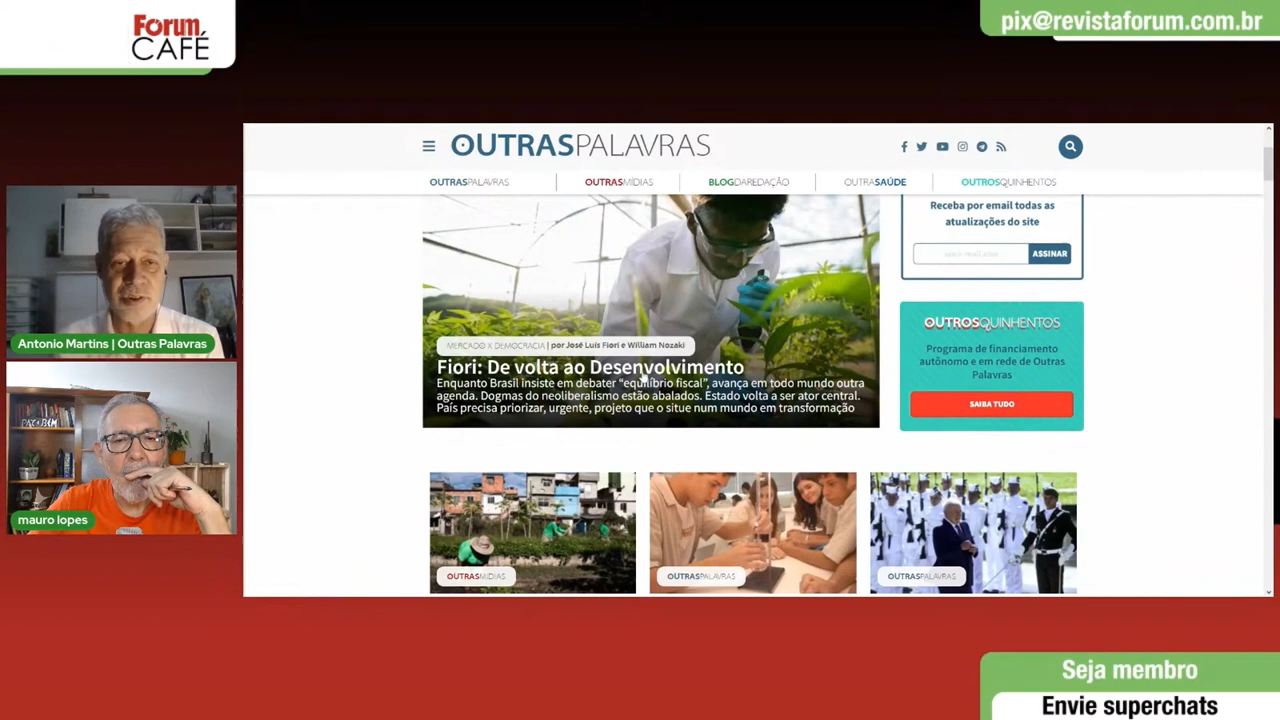 Forum
CAFÉ
pix@revistaforum.com.br
OUTRASPALAVRAS
OUTRASPALAVRAS
OUTRASMÍDIAS
BLOGDAREDAÇÃO
OUTRASAÚDE
OUTROSQUINHENTOS
Receba por email todas as
atualizações do site
ASSINAR
OUTROSQUINHENTOS
Programa de financiamento
autônomo e em rede de Outras
Palavras
SAIBA TUDO
MERCADO X DEMOCRACIA | por José Luís Fiori e William Nozaki
Fiori: De volta ao Desenvolvimento
Enquanto Brasil insiste em debater “equilíbrio fiscal”, avança em todo mundo outra
agenda. Dogmas do neoliberalismo estão abalados. Estado volta a ser ator central.
País precisa priorizar, urgente, projeto que o situe num mundo em transformação
OUTRASMÍDIAS
OUTRASPALAVRAS
OUTRASPALAVRAS
Antonio Martins | Outras Palavras
mauro lopes
Seja membro
Envie superchats